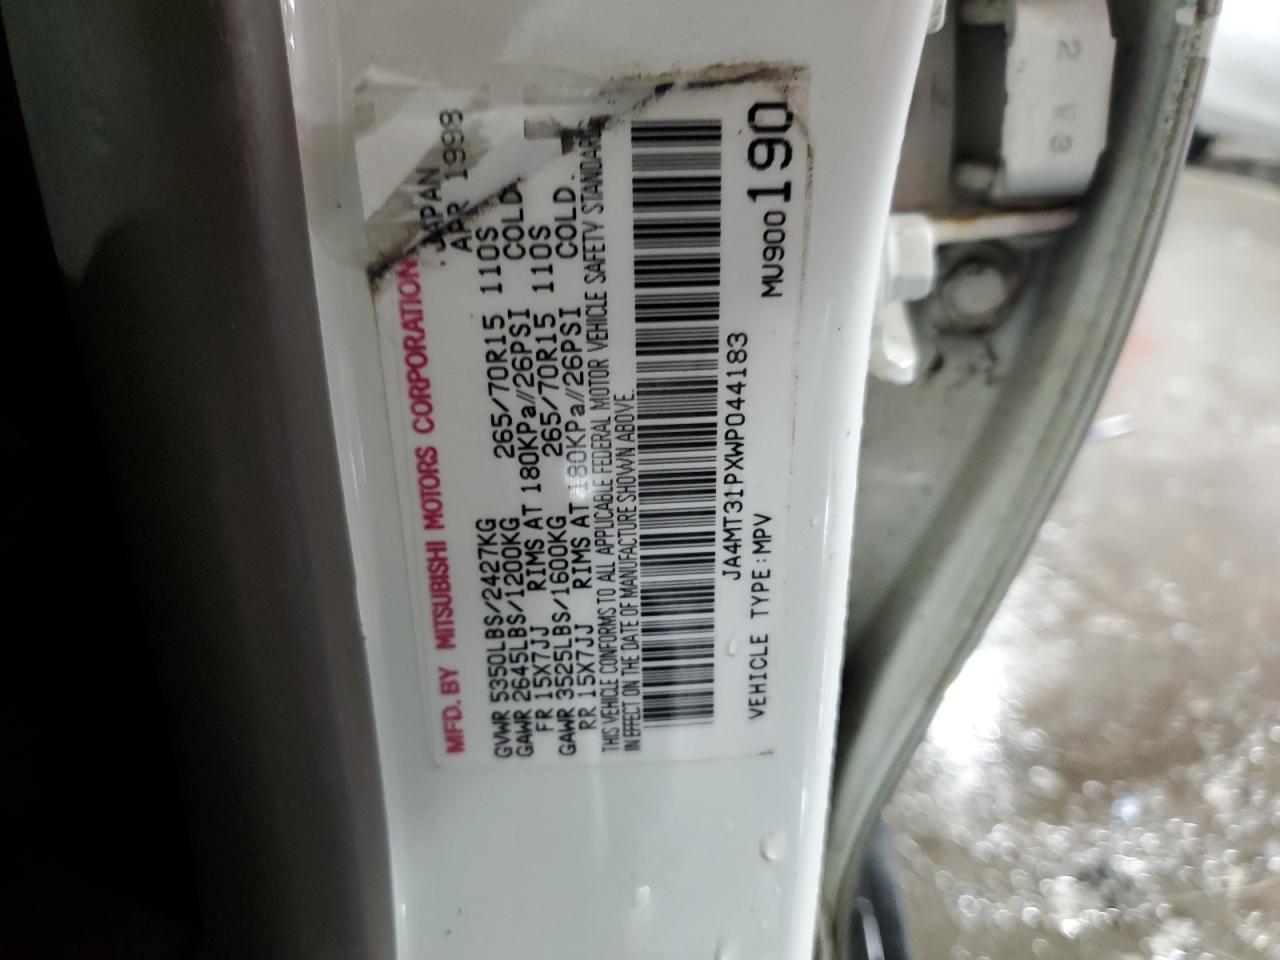 MFD. BY MITSUBISHI MOTORS CORPORATION, JAPAN
APR 1998
GVWR 5350LBS/2427KG 265/70R15 110S
GAWR 2645LBS/1200KG
FR 15X7JJ RIMS AT 180KPa//26PSI COLD.
265/70R15 110S
GAWR 3525LBS/1600KG
RR 15X7JJ RIMS AT 180KPa//26PSI COLD.
THIS VEHICLE CONFORMS TO ALL APPLICABLE FEDERAL MOTOR VEHICLE SAFETY STANDARDS
IN EFFECT ON THE DATE OF MANUFACTURE SHOWN ABOVE.
JA4MT31PXWP044183
VEHICLE TYPE:MPV MU900190